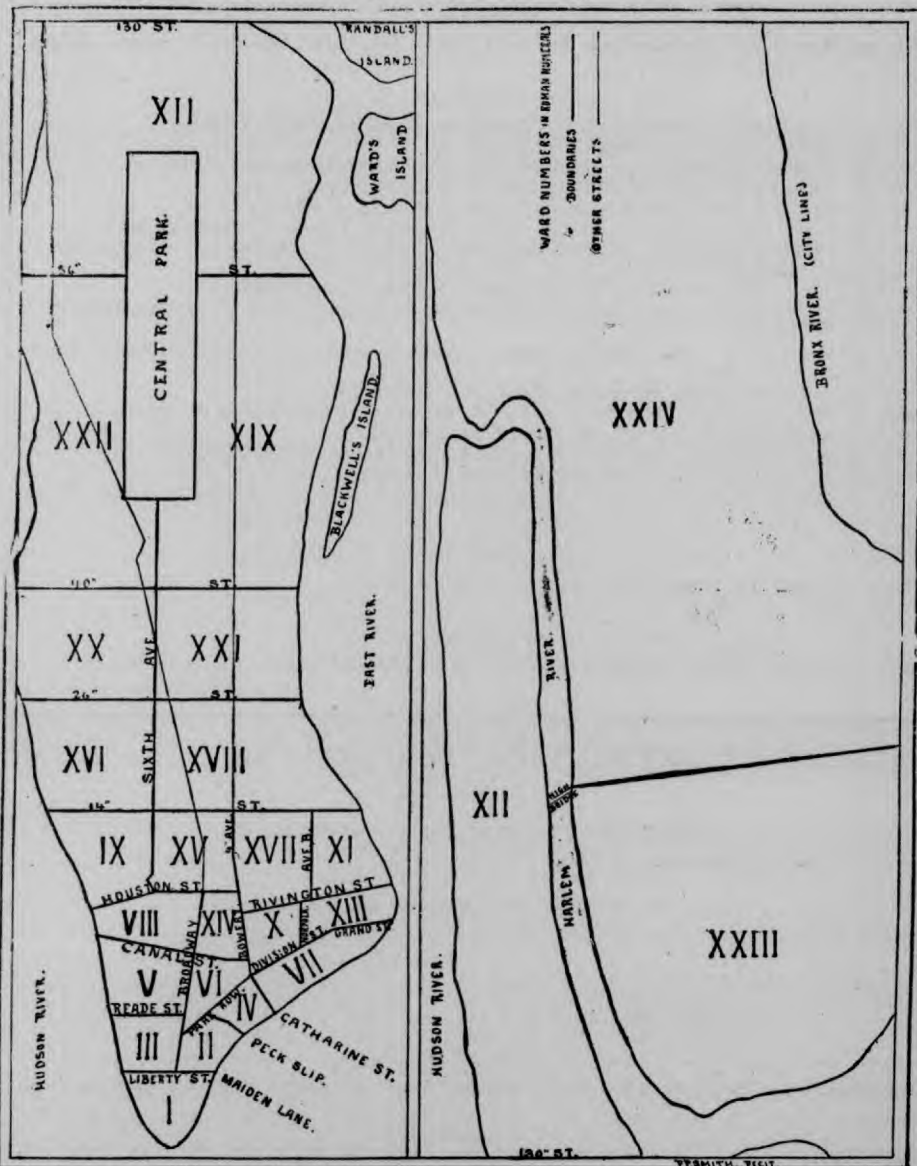 130" ST.
RANDALL'S
ISLAND.
XII
WARD'S
ISLAND
CENTRAL PARK.
ST.
XXII
XIX
BLACKWELL'S ISLAND.
40" ST.
XX
AVE
XXI
EAST RIVER.
26" ST.
XVI
SIXTH
XVIII
14" ST.
IX
XV
4" AVE
XVII
AVE B.
XI
HOUSTON ST.
RIVINGTON ST
VIII
BROADWAY
XIV
BOWERY
X
XIII
CANAL ST.
DIVISION ST.
GRAND ST.
V
VI
VII
READE ST.
PARK ROW.
IV
CATHARINE ST.
III
II
PECK SLIP.
HUDSON RIVER
LIBERTY ST.
MAIDEN LANE.
I
WARD NUMBERS IN ROMAN NUMERALS
" BOUNDARIES
OTHER STREETS
BRONX RIVER. (CITY LINE)
XXIV
HARLEM RIVER.
HIGH
BRIDGE
XII
XXIII
HUDSON RIVER.
130" ST.